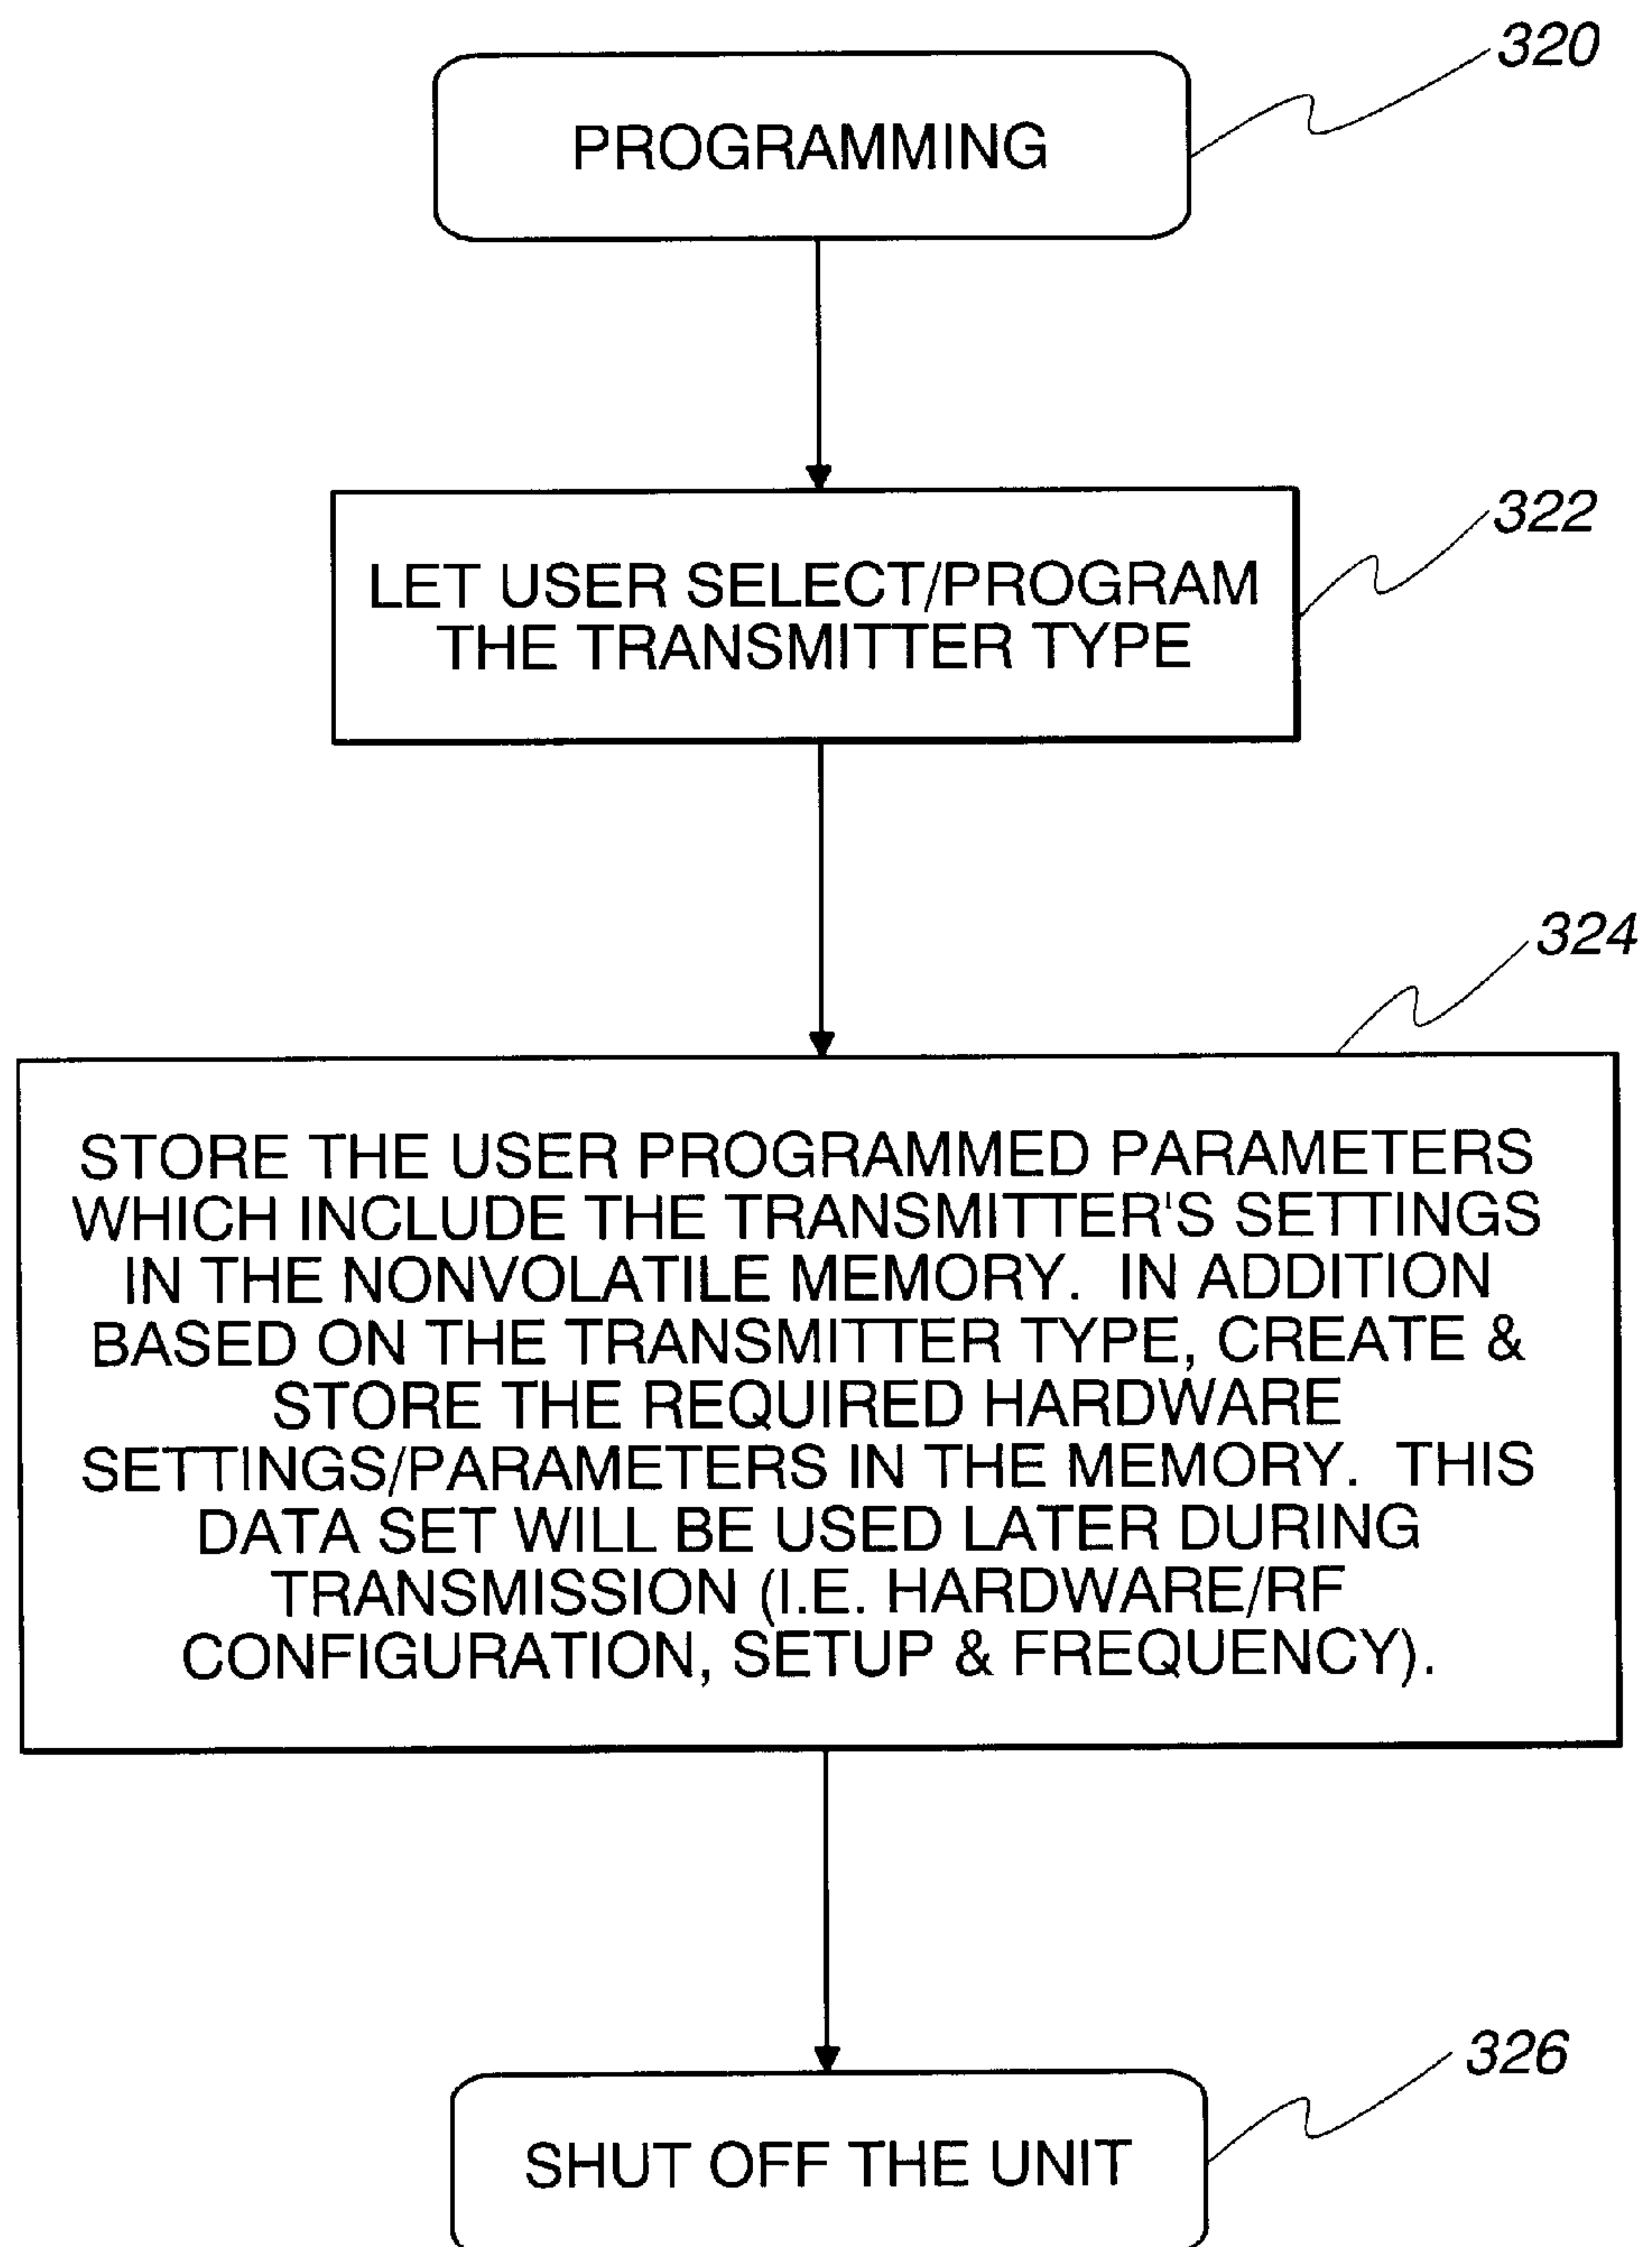 320
PROGRAMMING
322
LET USER SELECT/PROGRAM
THE TRANSMITTER TYPE
324
STORE THE USER PROGRAMMED PARAMETERS
WHICH INCLUDE THE TRANSMITTER'S SETTINGS
IN THE NONVOLATILE MEMORY. IN ADDITION
BASED ON THE TRANSMITTER TYPE, CREATE &
STORE THE REQUIRED HARDWARE
SETTINGS/PARAMETERS IN THE MEMORY. THIS
DATA SET WILL BE USED LATER DURING
TRANSMISSION (I.E. HARDWARE/RF
CONFIGURATION, SETUP & FREQUENCY).
326
SHUT OFF THE UNIT